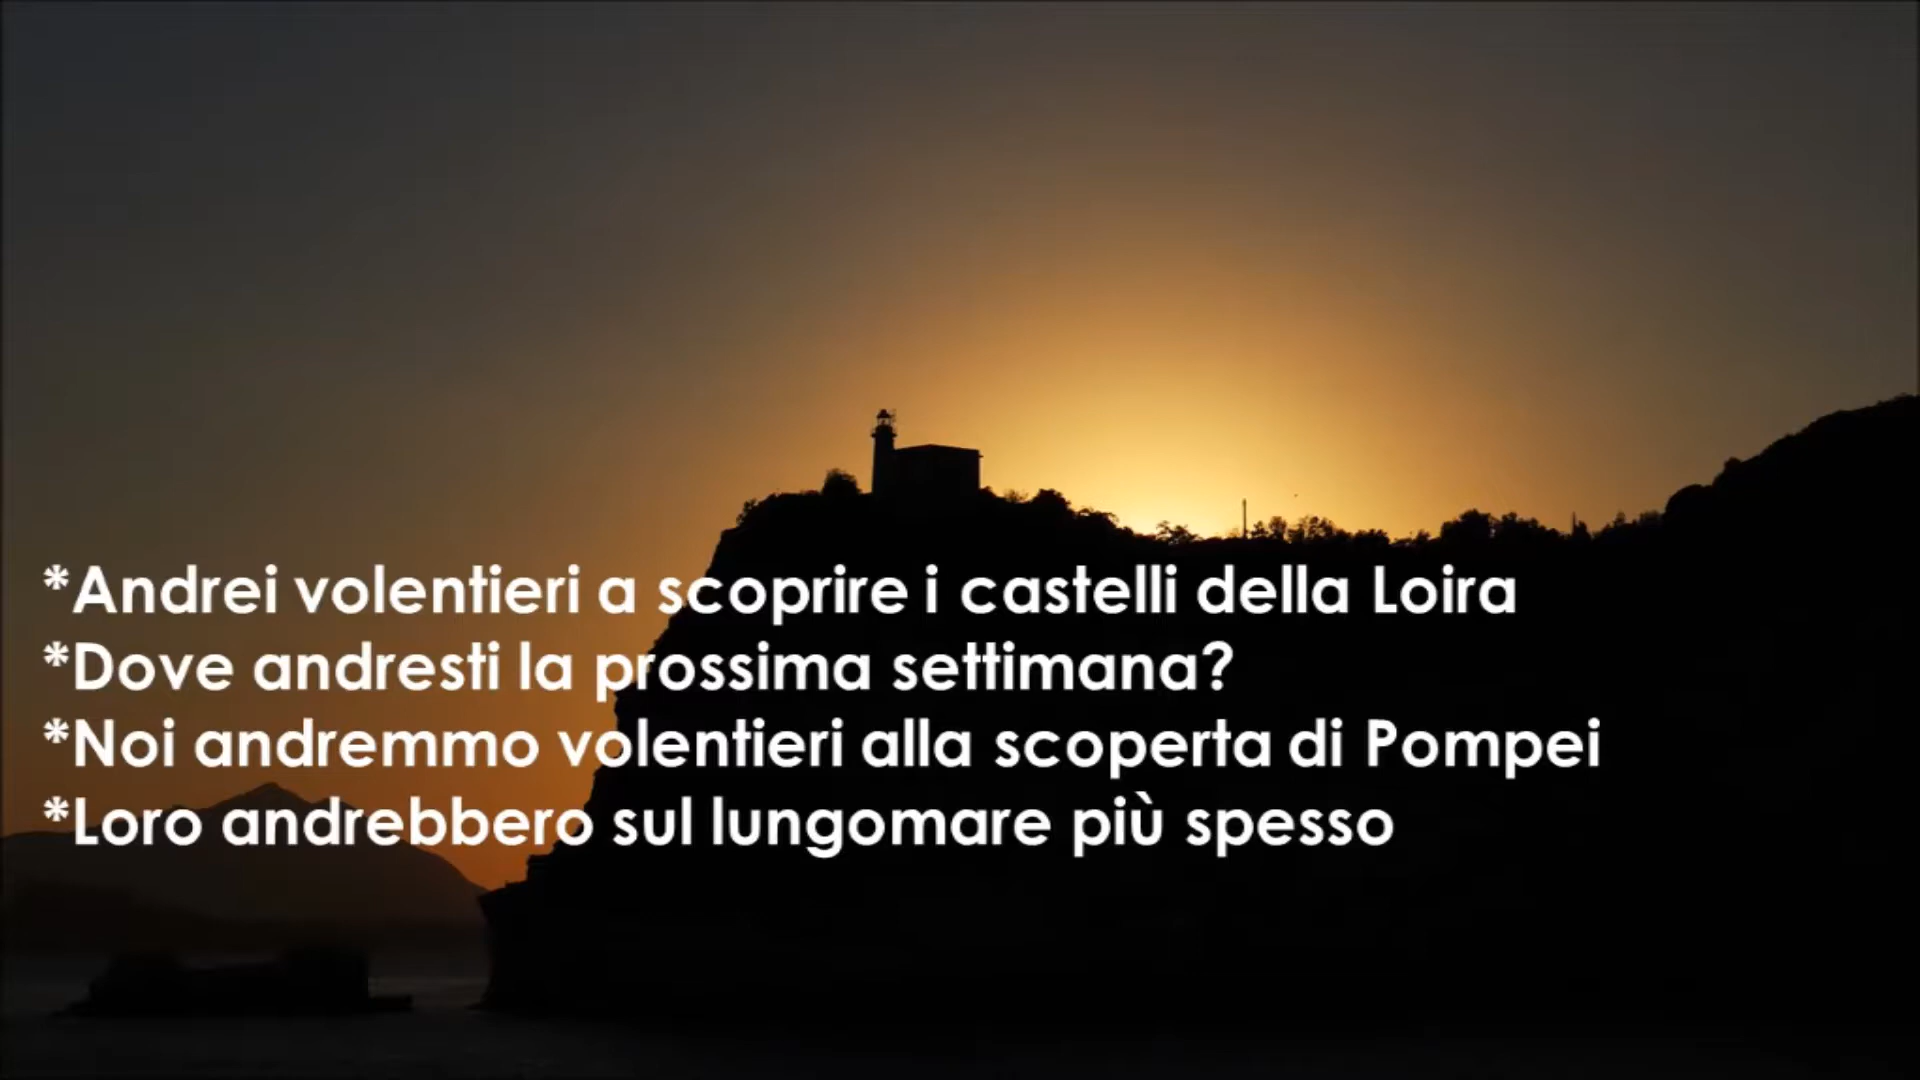 *Andrei volentieri a scoprire i castelli della Loira
*Dove andresti la prossima settimana?
*Noi andremmo volentieri alla scoperta di Pompei
*Loro andrebbero sul lungomare più spesso